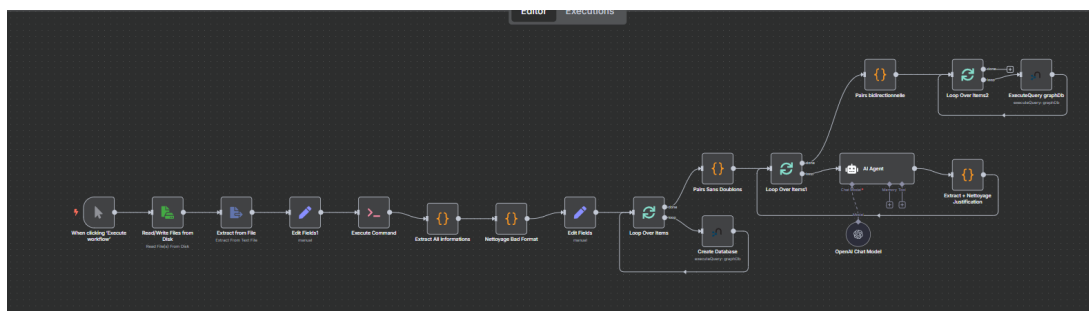 Editor Executions
Pairs bidirectionnelle
Loop Over Items2
ExecuteQuery graphDb
executeQuery: graphDb
Pairs Sans Doublons
Loop Over Items1
AI Agent
Chat Model*
Memory Tool
Extract + Nettoyage
Justification
OpenAI Chat Model
When clicking 'Execute
workflow'
Read/Write Files from
Disk
Read File(s) From Disk
Extract from File
Extract From Text File
Edit Fields1
manual
Execute Command
Extract All Informations
Nettoyage Bad Format
Edit Fields
manual
Loop Over Items
Create Database
executeQuery: graphDb